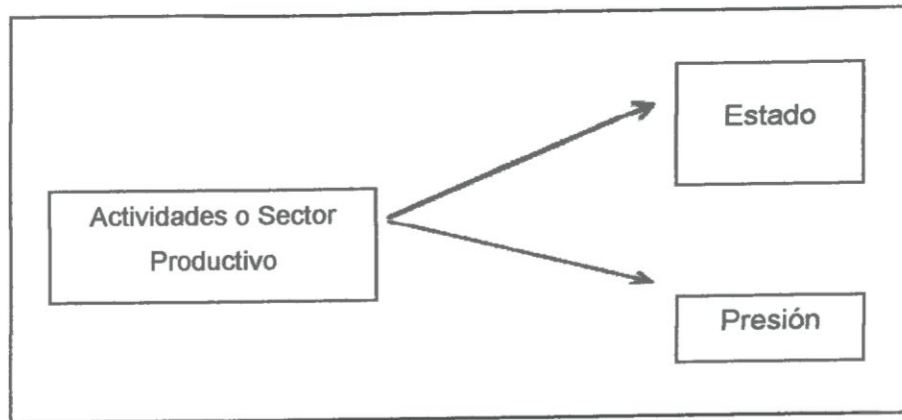 Estado
Actividades o Sector
Productivo
Presión